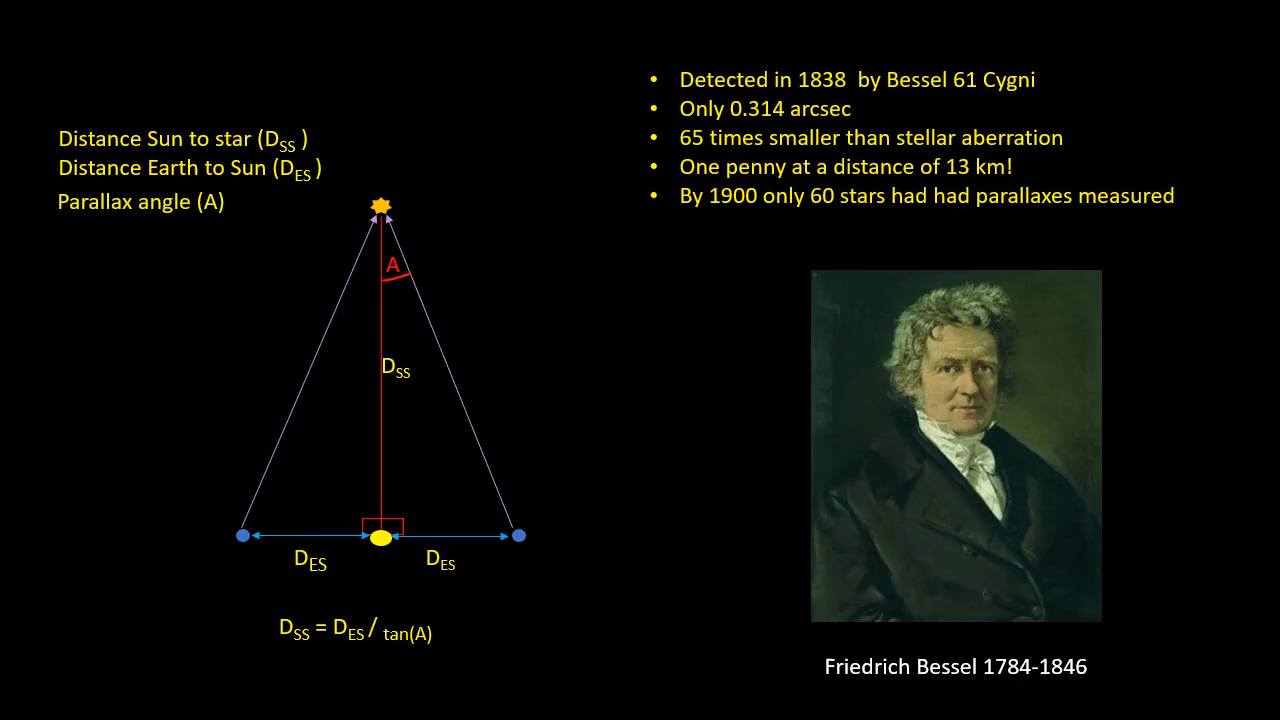 Distance Sun to star (DSS )
Distance Earth to Sun (DES )
Parallax angle (A)
• Detected in 1838  by Bessel 61 Cygni
• Only 0.314 arcsec
• 65 times smaller than stellar aberration
• One penny at a distance of 13 km!
• By 1900 only 60 stars had had parallaxes measured
A
DSS
DES
DES
DSS = DES / tan(A)
Friedrich Bessel 1784-1846